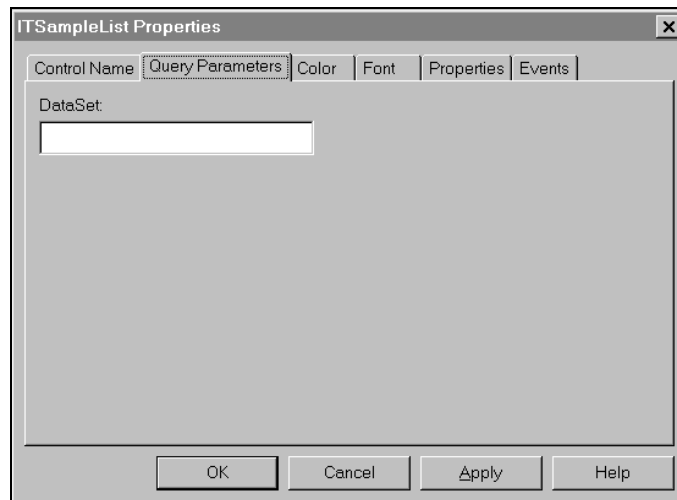 ITSampleList Properties
Control Name Query Parameters Color Font Properties Events
DataSet:
OK Cancel Apply Help